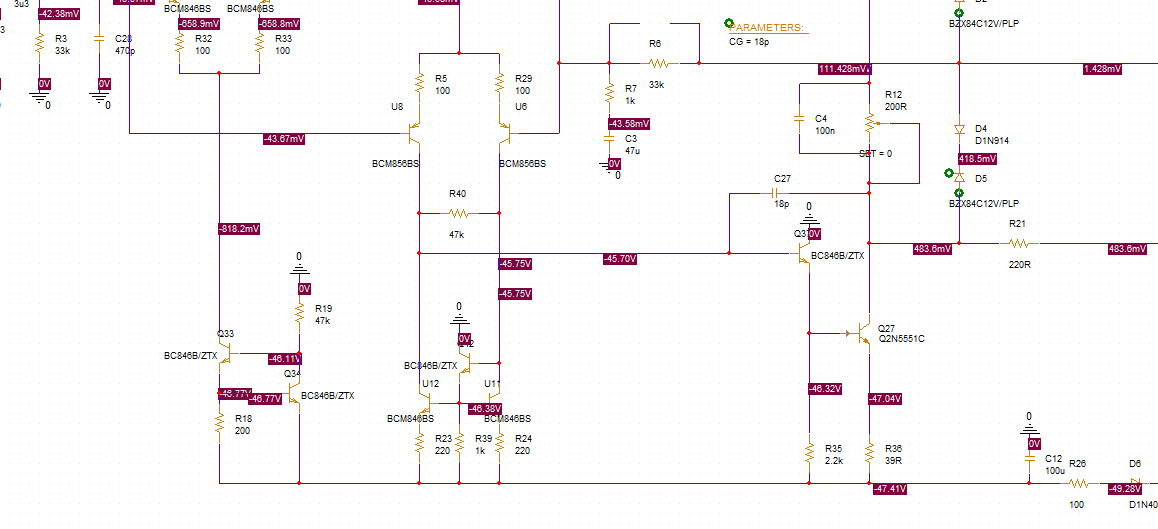 3u3
-42.38mV
R3
33k
0V
0
3
0
C28
470p
0V
0
BCM846BS
BCM846BS
-658.9mV
-658.8mV
R32
100
R33
100
-43.67mV
-818.2mV
R5
100
R29
100
U8
U6
BCM856BS
BCM856BS
R40
47k
-45.75V
-45.75V
-45.70V
R6
33k
R7
1k
-43.58mV
C3
47u
0V
0
PARAMETERS:
CG = 18p
111.428mV
1.428mV
BZX84C12V/PLP
C4
100n
R12
200R
SET = 0
D4
D1N914
418.5mV
D5
BZX84C12V/PLP
C27
18p
0
0V
BC846B/ZTX
483.6mV
R21
220R
483.6mV
0
0V
R19
47k
Q33
BC846B/ZTX
-46.11V
Q34
BC846B/ZTX
-46.77V
-46.77V
R18
200
0
0V
BC846B/ZTX
U12
U11
BCM846BS
-46.38V
BCM846BS
R23
220
R39
1k
R24
220
Q27
Q2N5551C
-46.32V
-47.04V
R35
2.2k
R36
39R
-47.41V
0
0V
C12
100u
R26
100
D6
-49.28V
D1N40